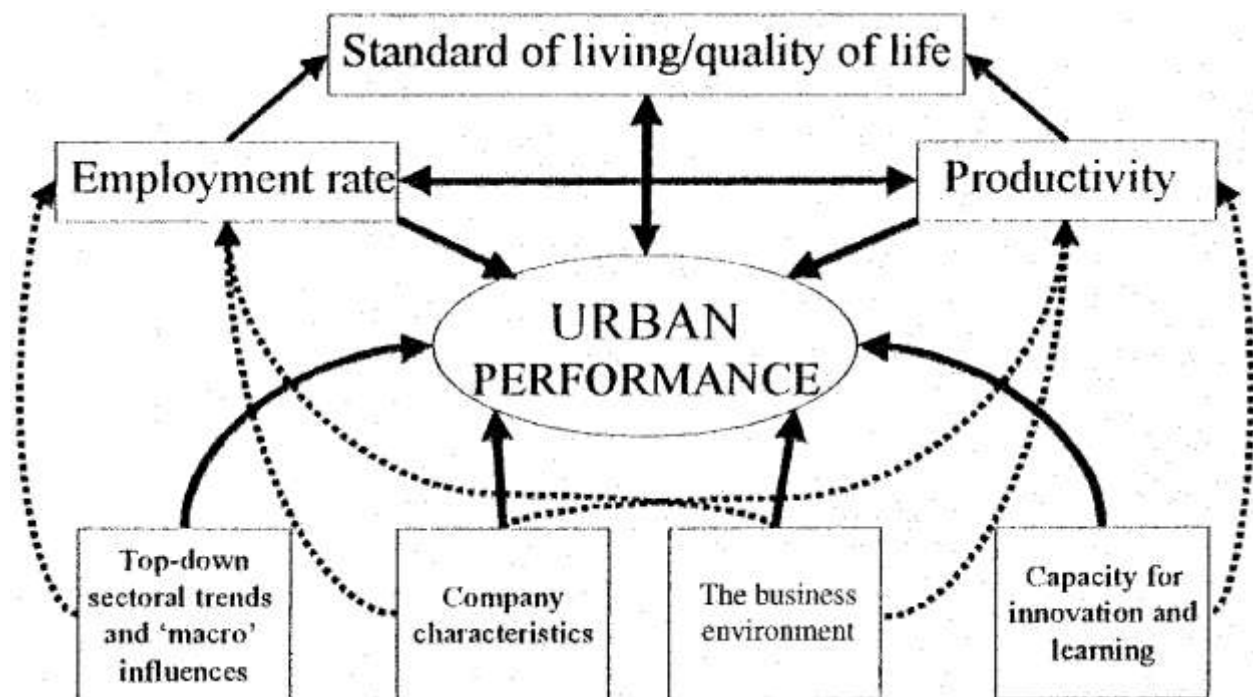 Standard of living/quality of life
Employment rate
Productivity
URBAN
PERFORMANCE
Top-down
sectoral trends
and ‘macro’
influences
Company
characteristics
The business
environment
Capacity for
innovation and
learning